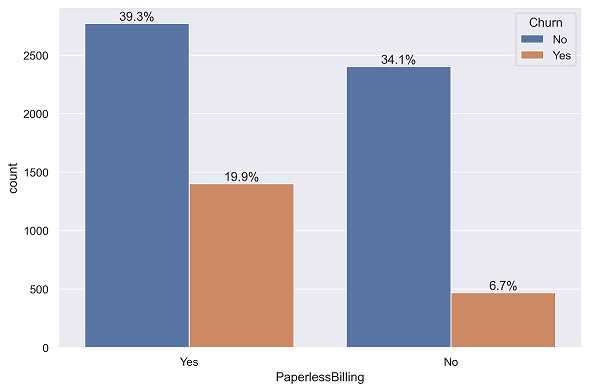 39.3%
Churn
No
Yes
34.1%
19.9%
6.7%
2500
2000
1500
1000
500
0
count
Yes
No
PaperlessBilling